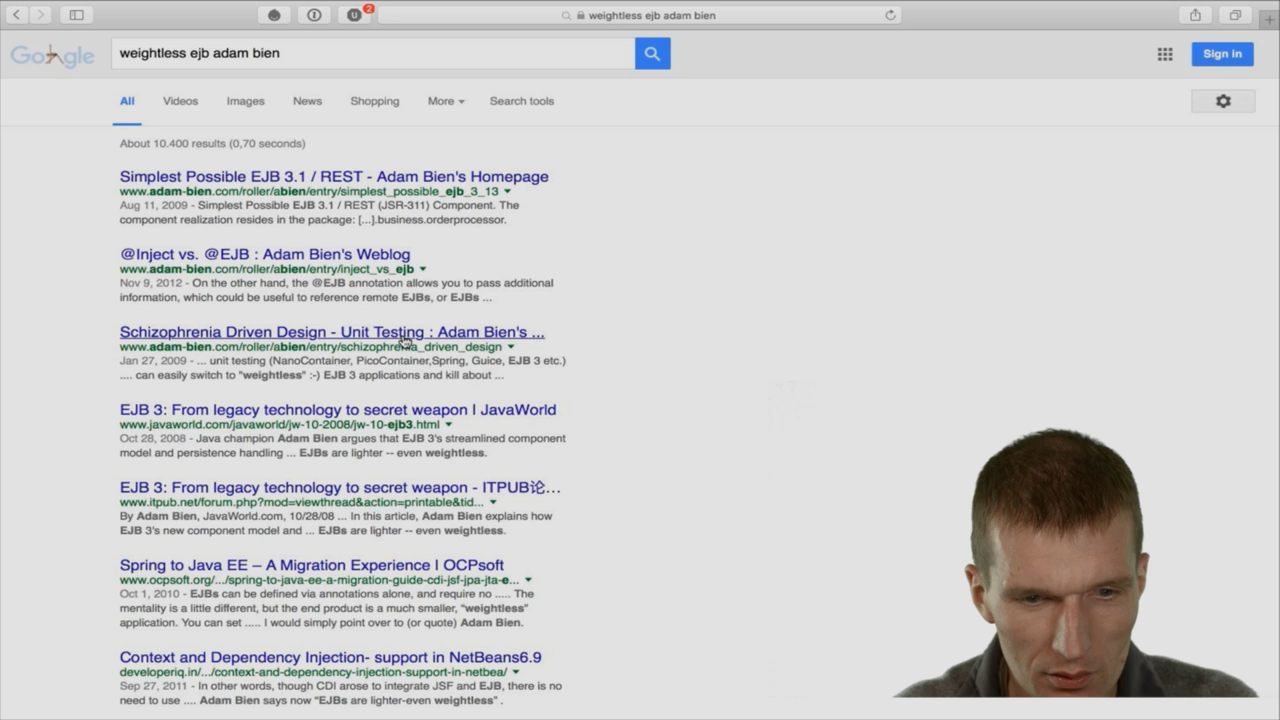 2
weightless ejb adam bien
Google
weightless ejb adam bien
Sign in
All Videos Images News Shopping More Search tools
About 10.400 results (0,70 seconds)
Simplest Possible EJB 3.1 / REST - Adam Bien's Homepage
www.adam-bien.com/roller/abien/entry/simplest_possible_ejb_3_13
Aug 11, 2009 - Simplest Possible EJB 3.1 / REST (JSR-311) Component. The
component realization resides in the package: [...].business.orderprocessor.
@Inject vs. @EJB : Adam Bien's Weblog
www.adam-bien.com/roller/abien/entry/inject_vs_ejb
Nov 9, 2012 - On the other hand, the @EJB annotation allows you to pass additional
information, which could be useful to reference remote EJBs, or EJBs ...
Schizophrenia Driven Design - Unit Testing : Adam Bien's ...
www.adam-bien.com/roller/abien/entry/schizophrenia_driven_design
Jan 27, 2009 - ... unit testing (NanoContainer, PicoContainer,Spring, Guice, EJB 3 etc.)
.... can easily switch to "weightless" :-) EJB 3 applications and kill about ...
EJB 3: From legacy technology to secret weapon | JavaWorld
www.javaworld.com/javaworld/jw-10-2008/jw-10-ejb3.html
Oct 28, 2008 - Java champion Adam Bien argues that EJB 3's streamlined component
model and persistence handling ... EJBs are lighter -- even weightless.
EJB 3: From legacy technology to secret weapon - ITPUB论...
www.itpub.net/forum.php?mod=viewthread&action=printable&tid...
By Adam Bien, JavaWorld.com, 10/28/08 ... In this article, Adam Bien explains how
EJB 3's new component model and ... EJBs are lighter -- even weightless.
Spring to Java EE – A Migration Experience | OCPsoft
www.ocpsoft.org/.../spring-to-java-ee-a-migration-guide-cdi-jsf-jpa-jta-e...
Oct 1, 2010 - EJBs can be defined via annotations alone, and require no ..... The
mentality is a little different, but the end product is a much smaller, "weightless"
application. You can set ..... I would simply point over to (or quote) Adam Bien.
Context and Dependency Injection- support in NetBeans6.9
developeriq.in/.../context-and-dependency-injection-support-in-netbea/
Sep 27, 2011 - In other words, though CDI arose to integrate JSF and EJB, there is no
need to use .... Adam Bien says now "EJBs are lighter-even weightless" .